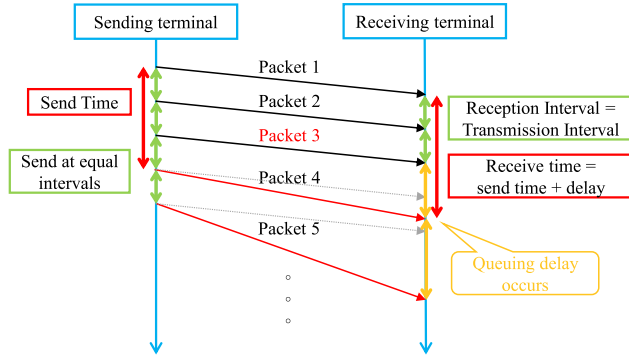 Sending terminal
Receiving terminal
Packet 1
Send Time
Packet 2
Reception Interval =
Transmission Interval
Packet 3
Send at equal
intervals
Packet 4
Receive time =
send time + delay
Packet 5
Queuing delay
occurs